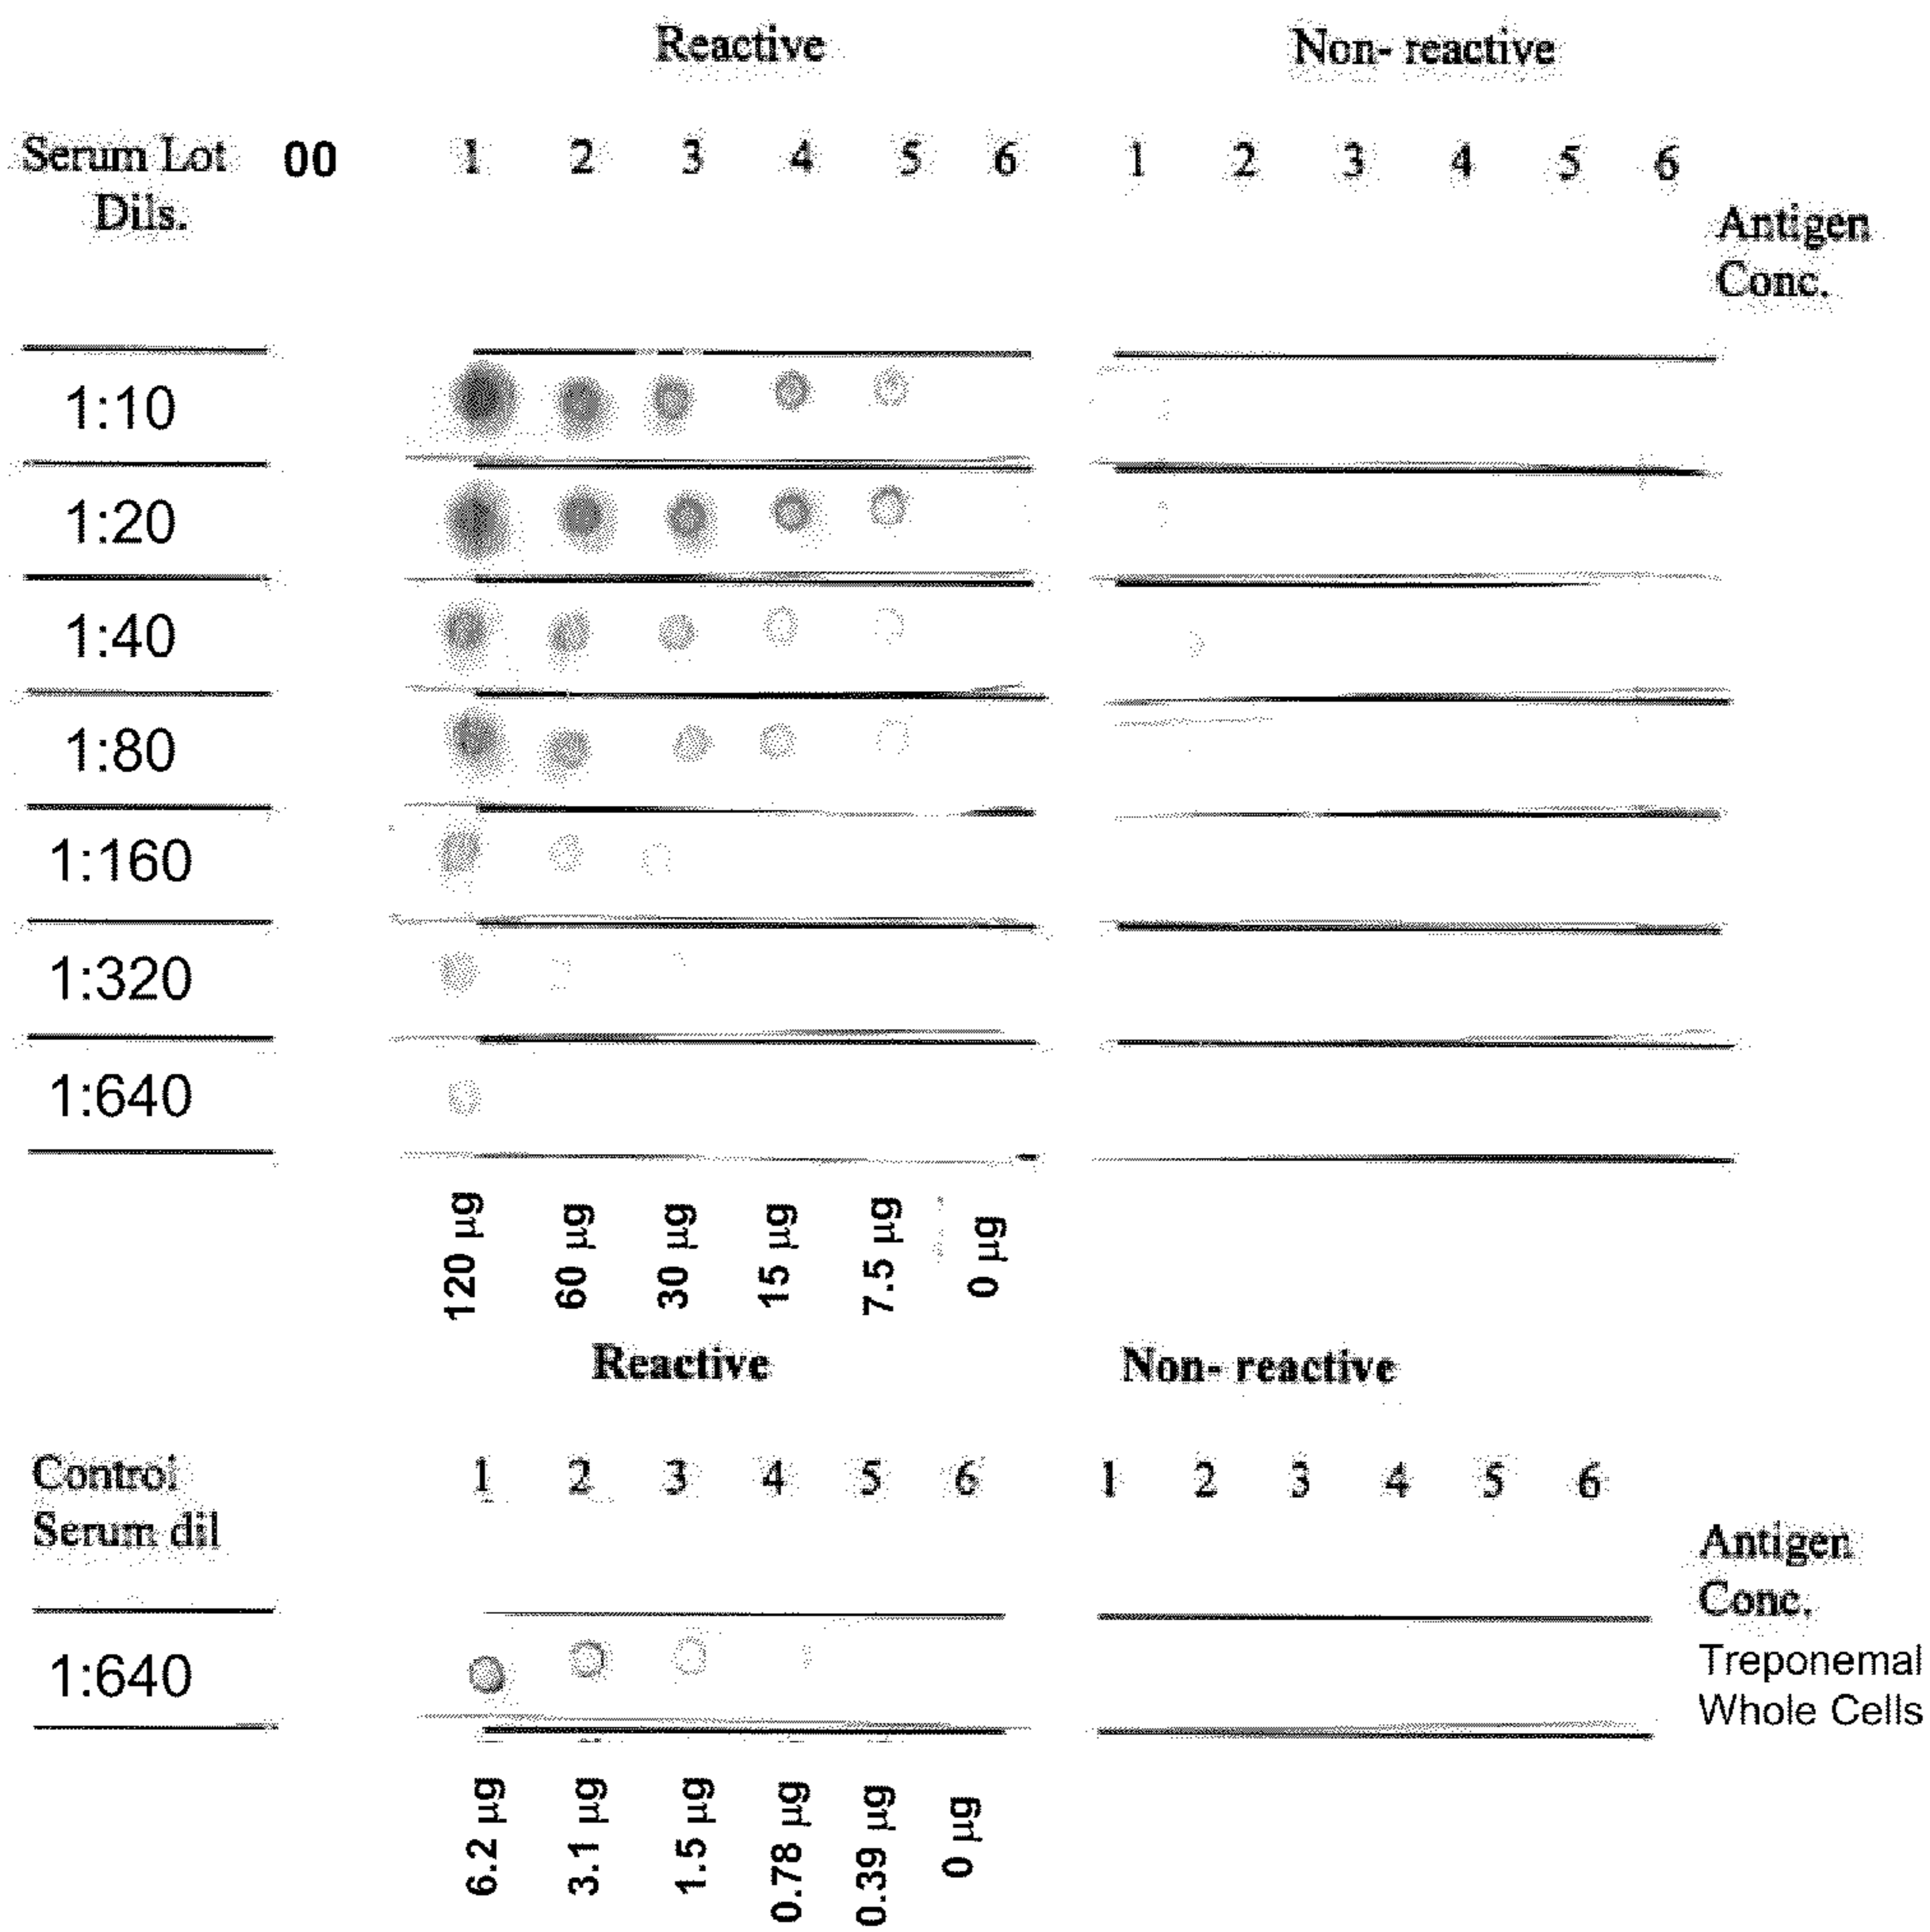 Reactive Non- reactive
Serum Lot 00 1 2 3 4 5 6 1 2 3 4 5 6
Dils.
Antigen
Conc.
1:10
1:20
1:40
1:80
1:160
1:320
1:640
120 µg 60 µg 30 µg 15 µg 7.5 µg 0 µg
Reactive Non- reactive
Control 1 2 3 4 5 6 1 2 3 4 5 6
Serum dil
Antigen
Conc.
1:640
Treponemal
Whole Cells
6.2 µg 3.1 µg 1.5 µg 0.78 µg 0.39 µg 0 µg